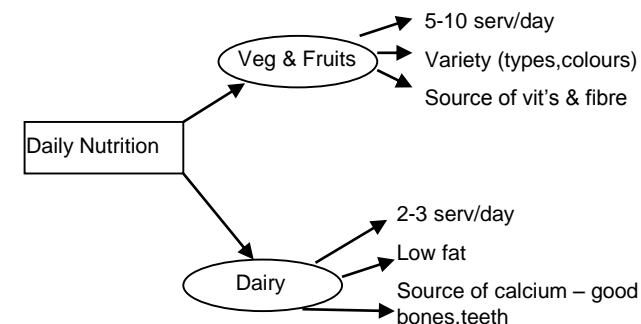 5-10 serv/day
Veg & Fruits
Variety (types,colours)
Source of vit's & fibre
Daily Nutrition
2-3 serv/day
Low fat
Dairy
Source of calcium – good
bones,teeth